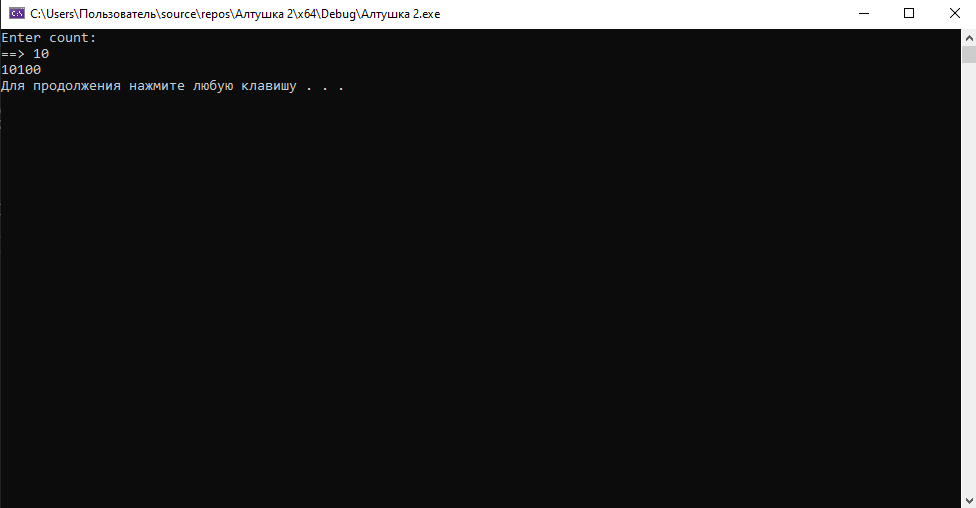 C:\Users\Пользователь\source\repos\Алтушка 2\x64\Debug\Алтушка 2.exe
Enter count:
==> 10
10100
Для продолжения нажмите любую клавишу . . .